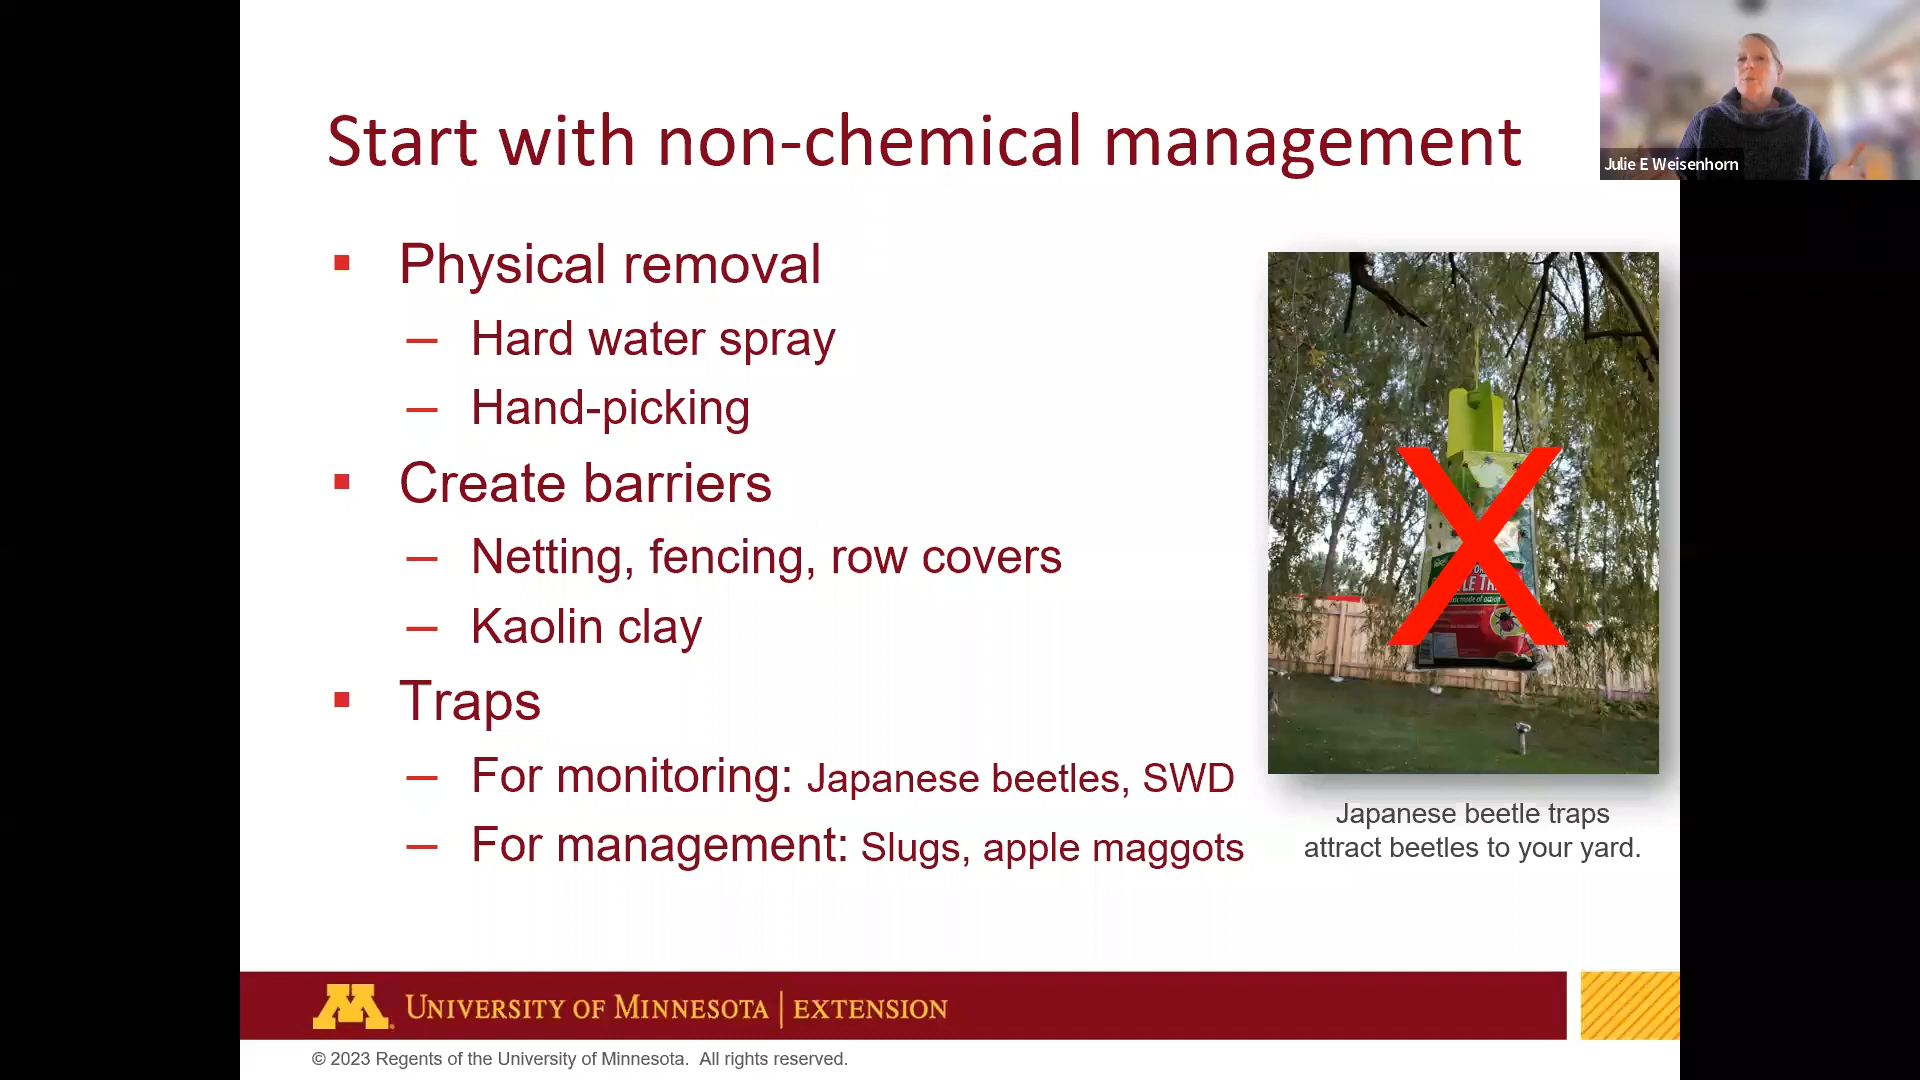 Start with non-chemical management
Julie E Weisenhorn
▪ Physical removal
– Hard water spray
– Hand-picking
▪ Create barriers
– Netting, fencing, row covers
– Kaolin clay
▪ Traps
– For monitoring: Japanese beetles, SWD
– For management: Slugs, apple maggots
Japanese beetle traps
attract beetles to your yard.
M
UNIVERSITY OF MINNESOTA | EXTENSION
© 2023 Regents of the University of Minnesota. All rights reserved.